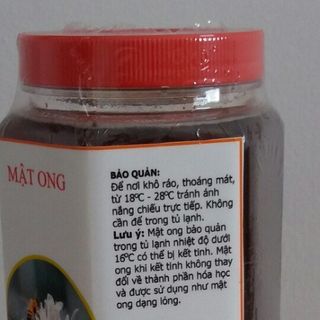 MẬT ONG
BẢO QUẢN:
Để nơi khô ráo, thoáng mát,
từ 18ºC - 28ºC tránh ánh
nắng chiếu trực tiếp. Không
cần để trong tủ lạnh.
Lưu ý: Mật ong bảo quản
trong tủ lạnh nhiệt độ dưới
16ºC có thể bị kết tinh. Mật
ong khi kết tinh không thay
đổi về thành phần hóa học
và được sử dụng như mật
ong dạng lỏng.